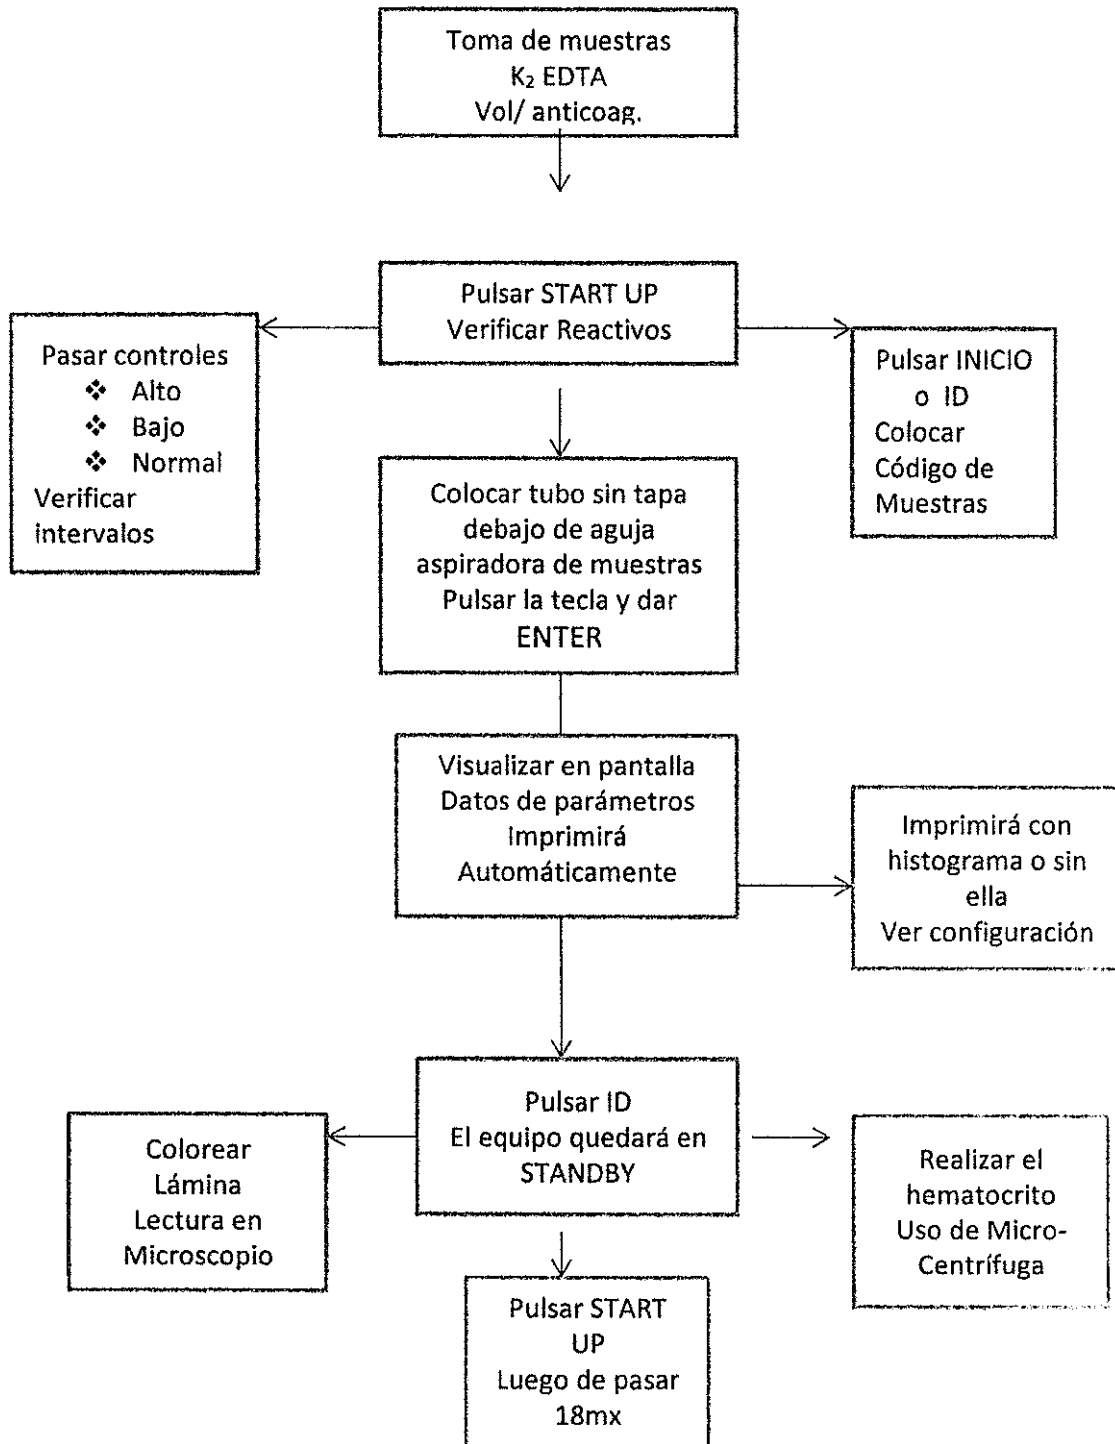 Toma de muestras
K₂ EDTA
Vol/ anticoag.
Pulsar START UP
Verificar Reactivos
Pasar controles
❖ Alto
❖ Bajo
❖ Normal
Verificar
intervalos
Pulsar INICIO
o ID
Colocar
Código de
Muestras
Colocar tubo sin tapa
debajo de aguja
aspiradora de muestras
Pulsar la tecla y dar
ENTER
Visualizar en pantalla
Datos de parámetros
Imprimirá
Automáticamente
Imprimirá con
histograma o sin
ella
Ver configuración
Pulsar ID
El equipo quedará en
STANDBY
Colorear
Lámina
Lectura en
Microscopio
Realizar el
hematocrito
Uso de Micro-
Centrífuga
Pulsar START
UP
Luego de pasar
18mx